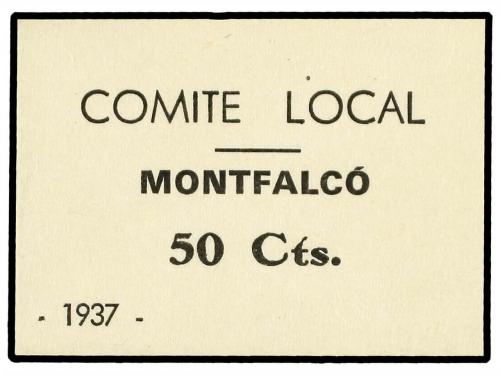 COMITE LOCAL
MONTFALCÓ
50 Cts.
- 1937 -